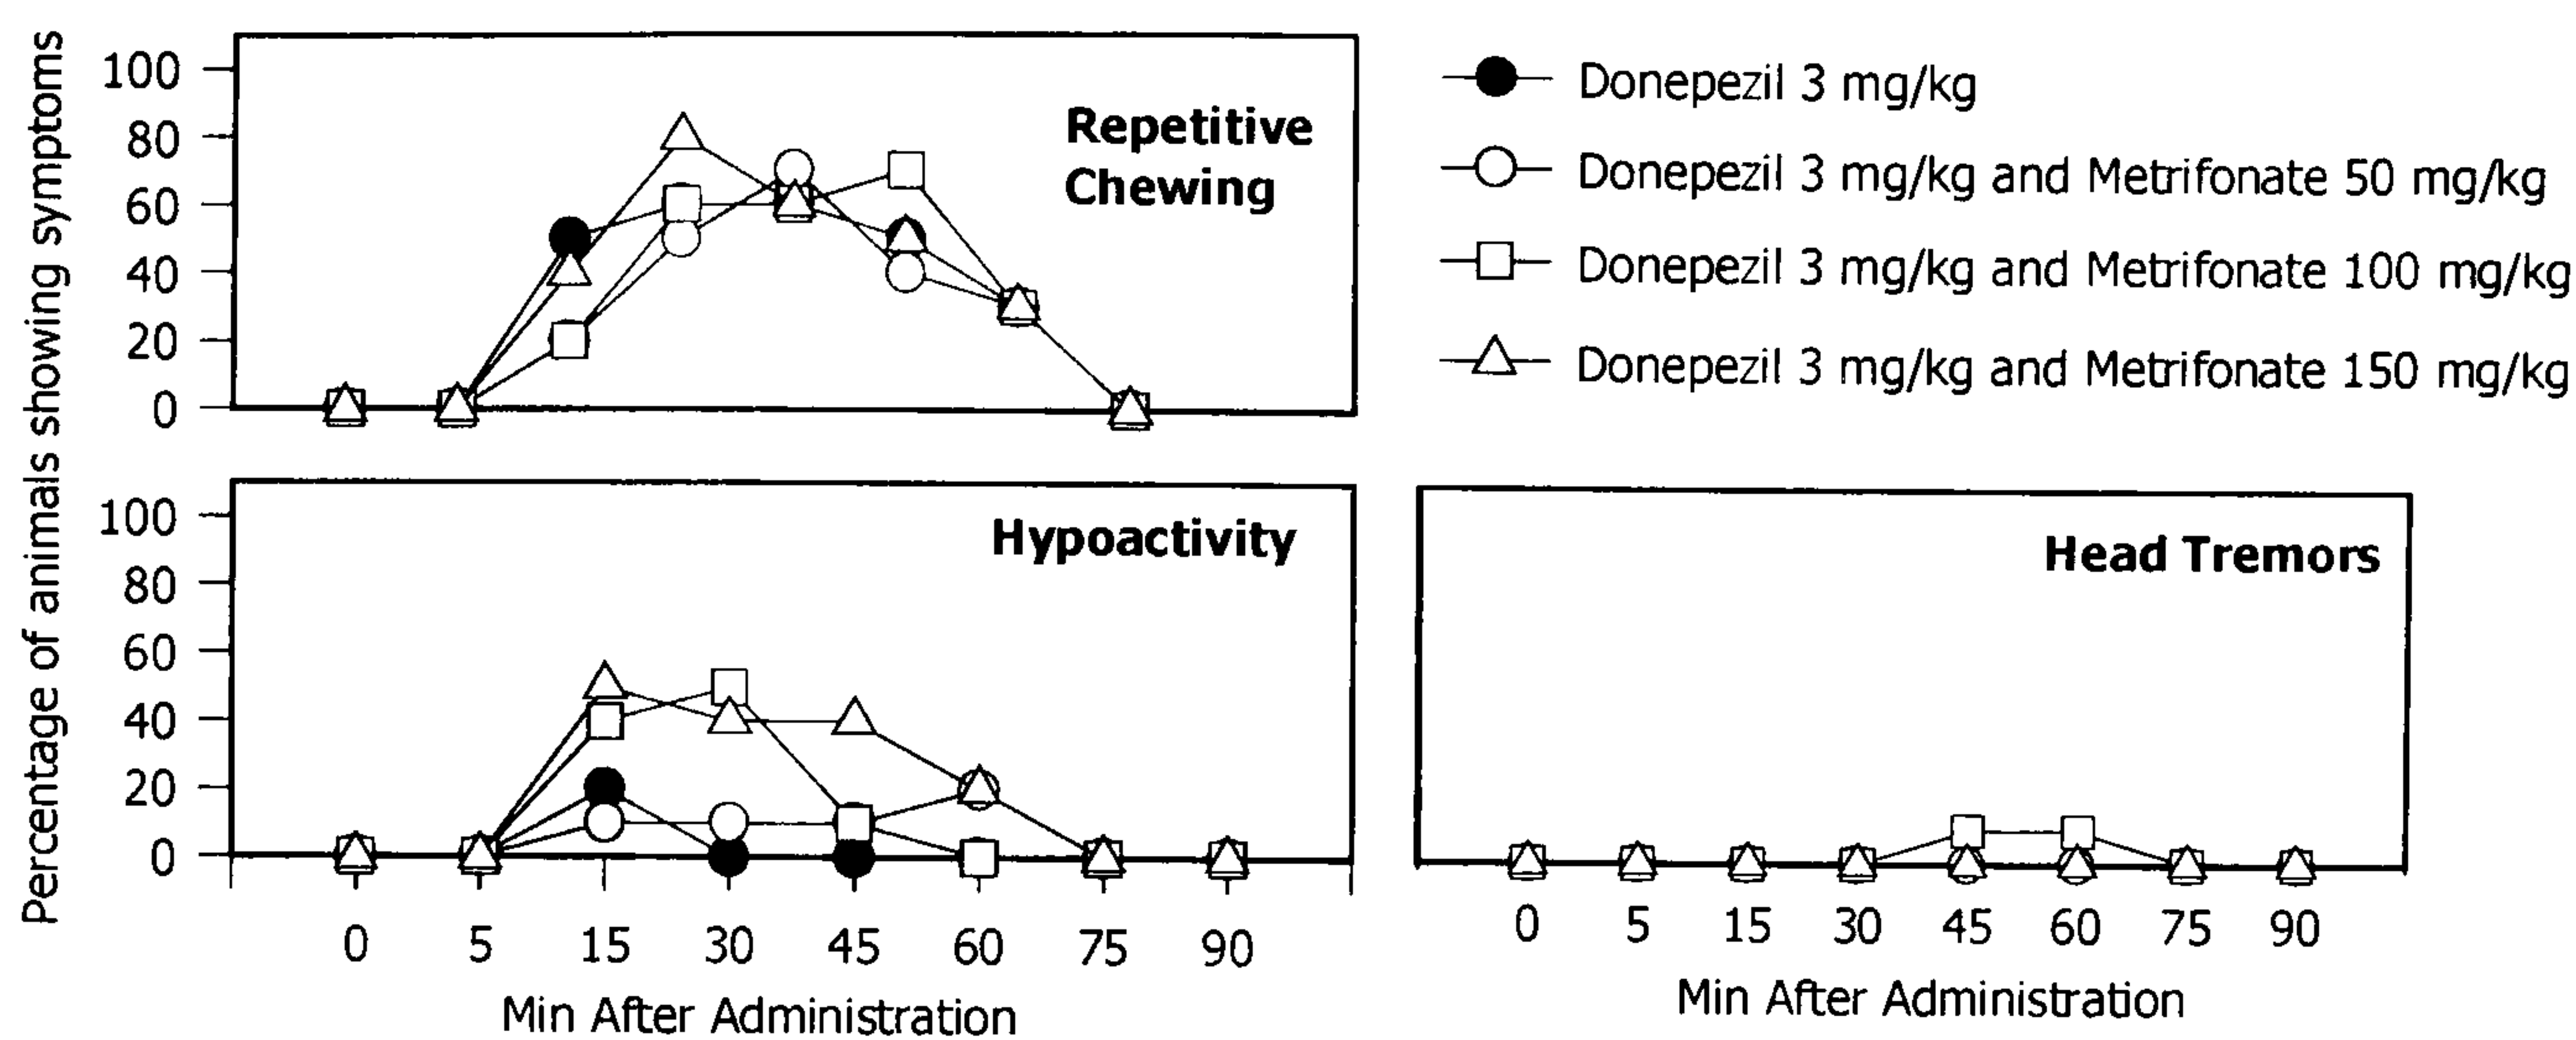 Percentage of animals showing symptoms
100
80
60
40
20
0
Repetitive
Chewing
Donepezil 3 mg/kg
Donepezil 3 mg/kg and Metrifonate 50 mg/kg
Donepezil 3 mg/kg and Metrifonate 100 mg/kg
Donepezil 3 mg/kg and Metrifonate 150 mg/kg
100
80
60
40
20
0
Hypoactivity
0 5 15 30 45 60 75 90
Min After Administration
Head Tremors
0 5 15 30 45 60 75 90
Min After Administration